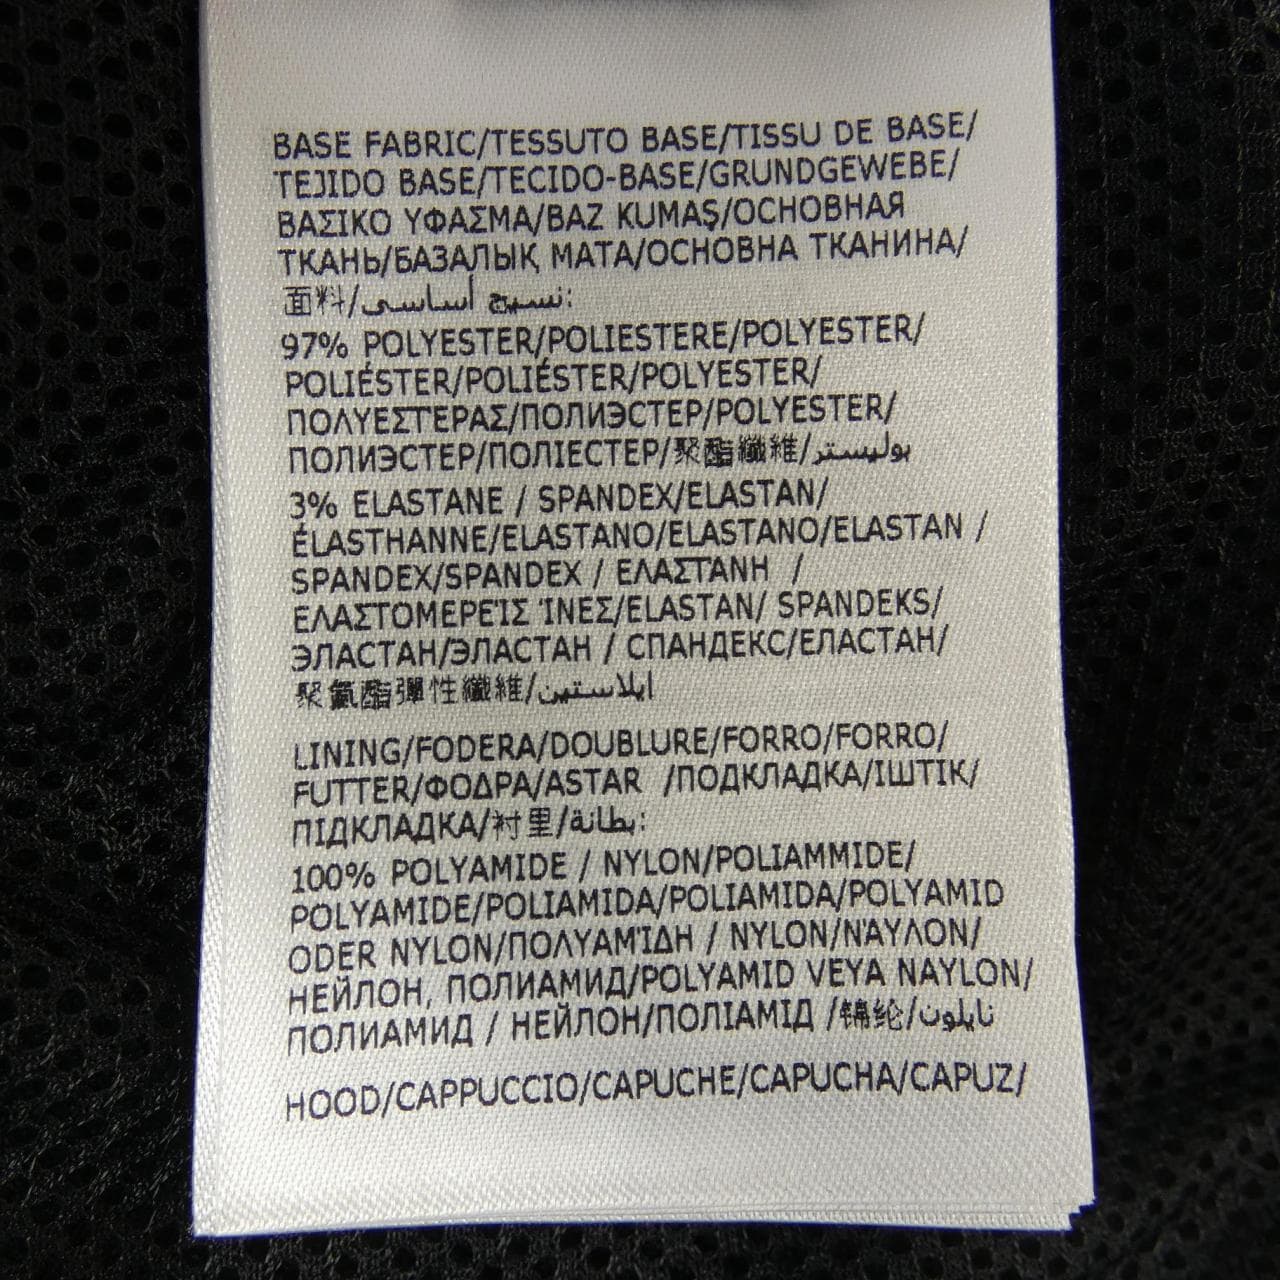 BASE FABRIC/TESSUTO BASE/TISSU DE BASE/
TEJIDO BASE/TECIDO-BASE/GRUNDGEWEBE/
ΒΑΣΙΚΟ ΥΦΑΣΜΑ/BAZ KUMAŞ/ОСНОВНАЯ
ТКАНЬ/БАЗАЛЫҚ МАТА/ОСНОВНА ТКАНИНА/
面料/نسيج أساسى:
97% POLYESTER/POLIESTERE/POLYESTER/
POLIÉSTER/POLIÉSTER/POLYESTER/
ΠΟΛΥΕΣΤΕΡΑΣ/ПОЛИЭСТЕР/POLYESTER/
ПОЛИЭСТЕР/ПОЛІЕСТЕР/聚酯纖維/بوليستر
3% ELASTANE / SPANDEX/ELASTAN/
ÉLASTHANNE/ELASTANO/ELASTANO/ELASTAN /
SPANDEX/SPANDEX / ΕΛΑΣΤΑΝΗ /
ΕΛΑΣΤΟΜΕΡΕΊΣ ΊΝΕΣ/ELASTAN/ SPANDEKS/
ЭЛАСТАН/ЭЛАСТАН / СПАНДЕКС/ЕЛАСТАН/
聚氨酯彈性纖維/ايلاستين
LINING/FODERA/DOUBLURE/FORRO/FORRO/
FUTTER/ΦΟΔΡΑ/ASTAR /ПОДКЛАДКА/ІШТІК/
ПІДКЛАДКА/衬里/بطانة:
100% POLYAMIDE / NYLON/POLIAMMIDE/
POLYAMIDE/POLIAMIDA/POLIAMIDA/POLYAMID
ODER NYLON/ΠΟΛΥΑΜΊΔΗ / NYLON/ΝΆΥΛΟΝ/
НЕЙЛОН, ПОЛИАМИД/POLYAMID VEYA NAYLON/
ПОЛИАМИД / НЕЙЛОН/ПОЛІАМІД /锦纶/نايلون
HOOD/CAPPUCCIO/CAPUCHE/CAPUCHA/CAPUZ/